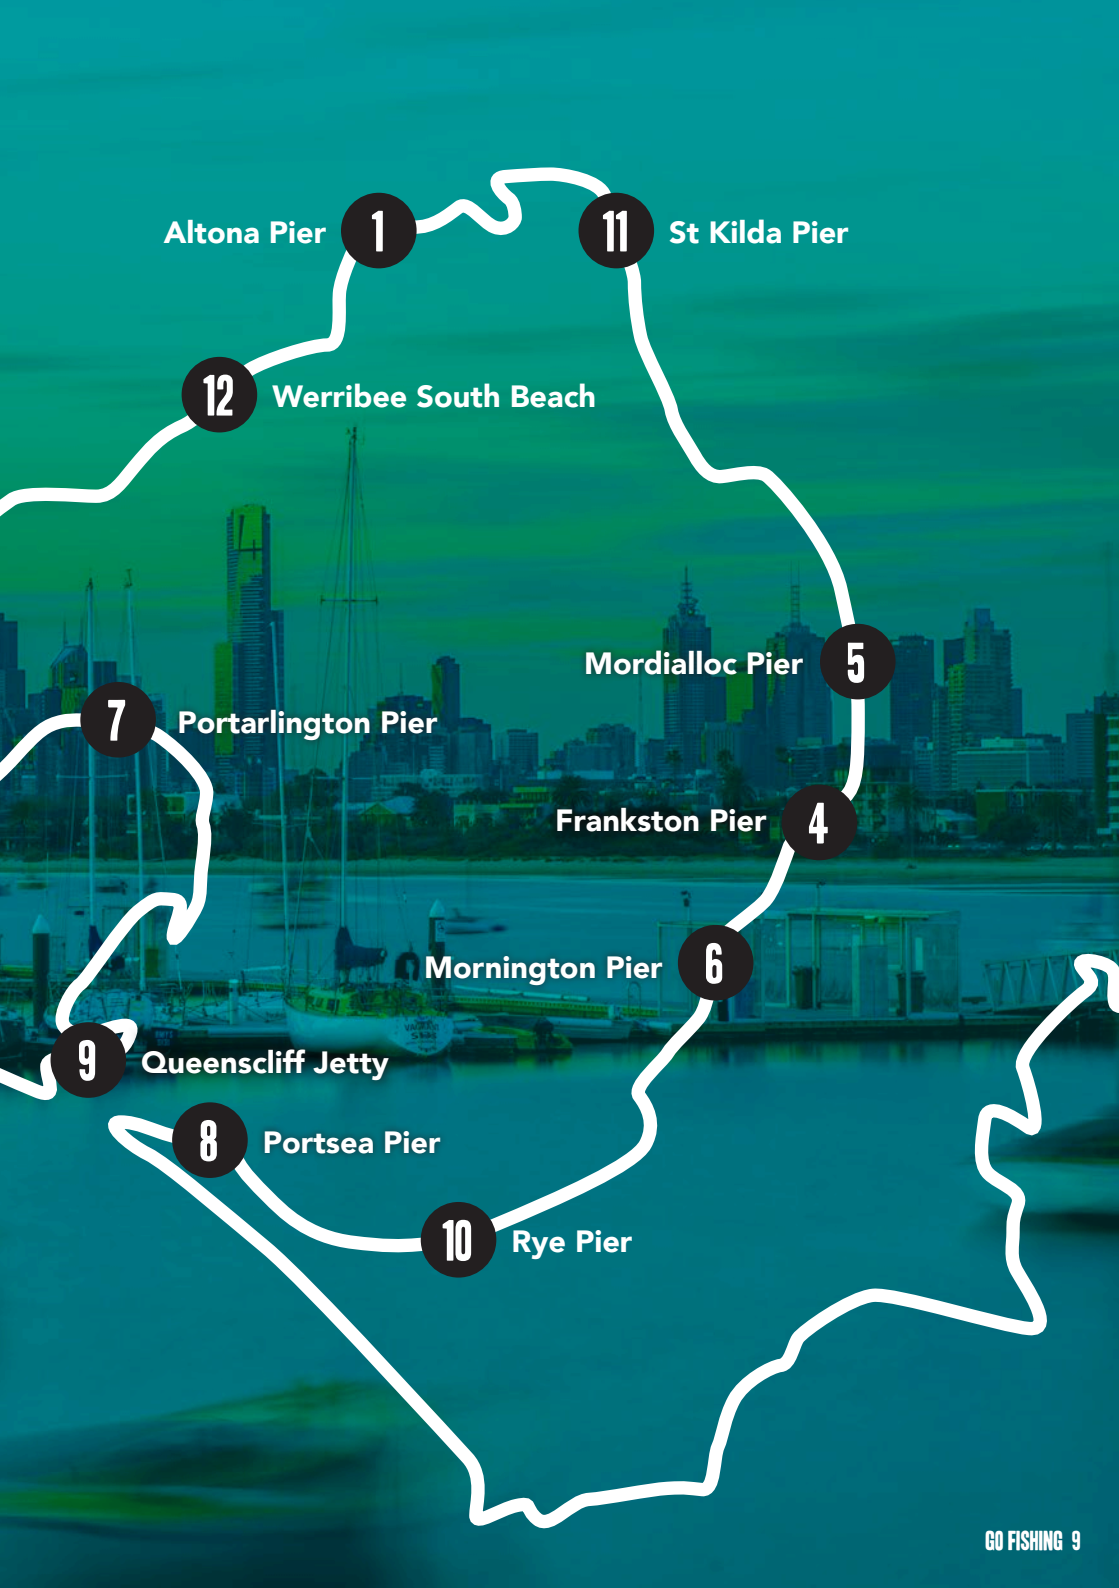 Altona Pier
1
11
St Kilda Pier
12
Werribee South Beach
Mordialloc Pier
5
7
Portarlington Pier
Frankston Pier
4
Mornington Pier
6
9
Queenscliff Jetty
8
Portsea Pier
10
Rye Pier
GO FISHING 9